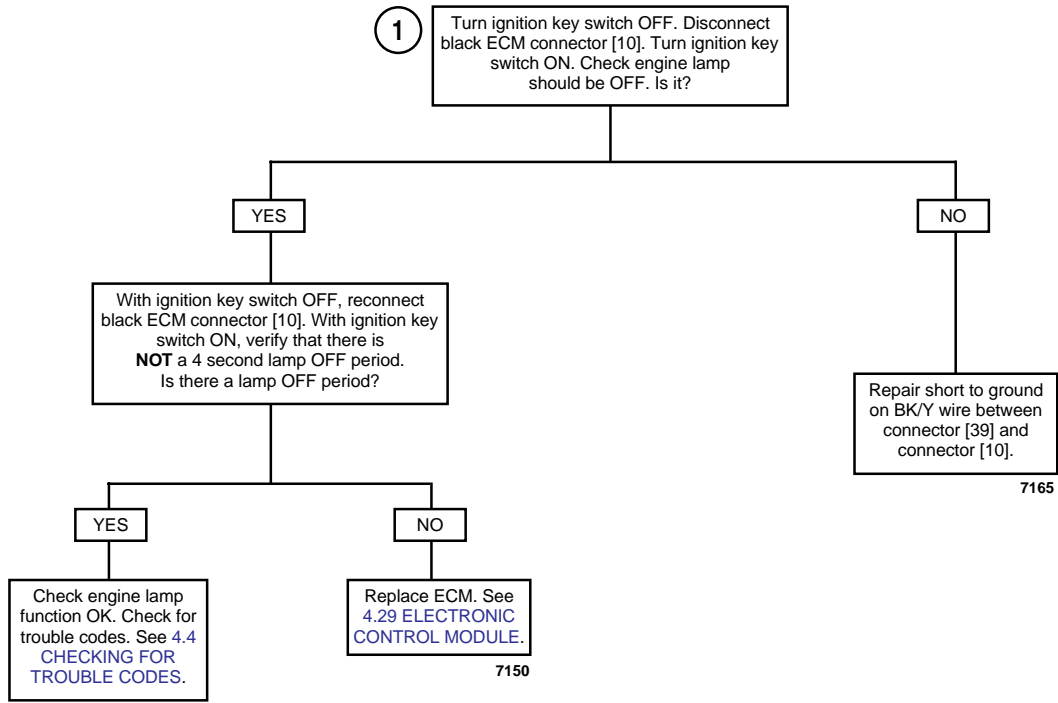 1
Turn ignition key switch OFF. Disconnect
black ECM connector [10]. Turn ignition key
switch ON. Check engine lamp
should be OFF. Is it?
YES
NO
With ignition key switch OFF, reconnect
black ECM connector [10]. With ignition key
switch ON, verify that there is
NOT a 4 second lamp OFF period.
Is there a lamp OFF period?
Repair short to ground
on BK/Y wire between
connector [39] and
connector [10].
7165
YES
NO
Check engine lamp
function OK. Check for
trouble codes. See 4.4
CHECKING FOR
TROUBLE CODES.
Replace ECM. See
4.29 ELECTRONIC
CONTROL MODULE.
7150